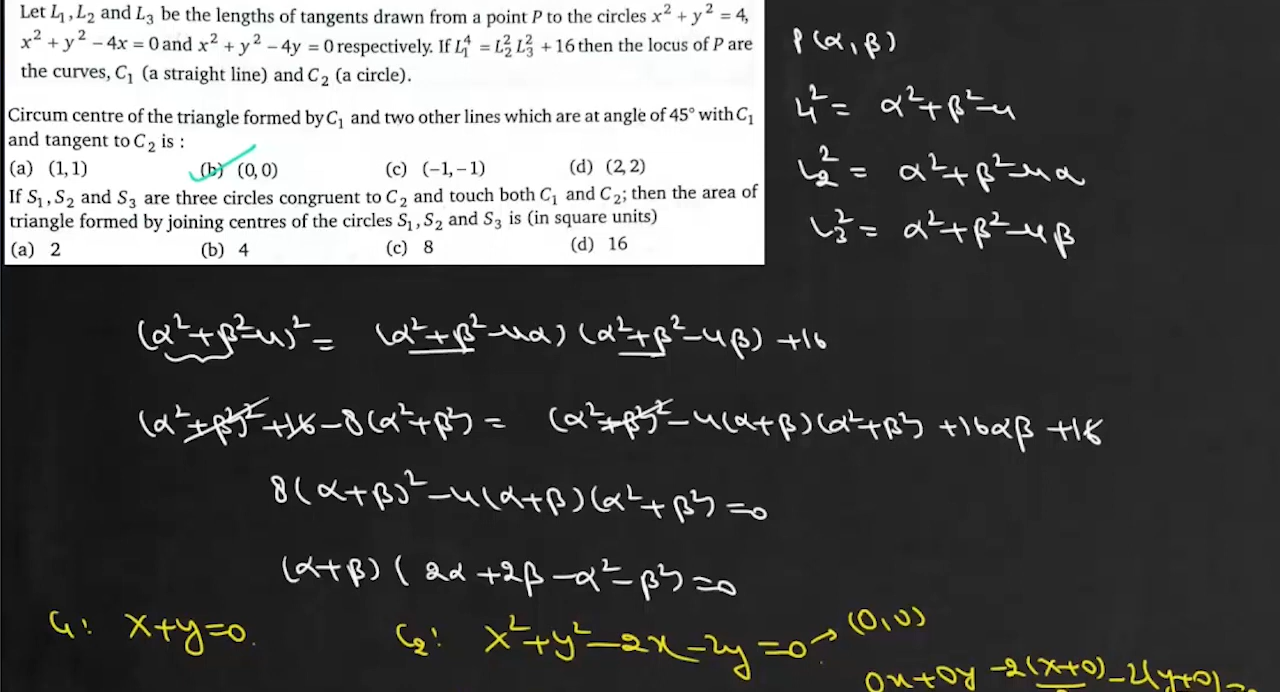 Let L₁, L₂ and L₃ be the lengths of tangents drawn from a point P to the circles x² + y² = 4,
x² + y² – 4x = 0 and x² + y² – 4y = 0 respectively. If L₁⁴ = L₂² L₃² + 16 then the locus of P are
the curves, C₁ (a straight line) and C₂ (a circle).
Circum centre of the triangle formed by C₁ and two other lines which are at angle of 45° with C₁
and tangent to C₂ is :
(a) (1, 1) (b) (0, 0) (c) (–1, –1) (d) (2, 2)
If S₁, S₂ and S₃ are three circles congruent to C₂ and touch both C₁ and C₂; then the area of
triangle formed by joining centres of the circles S₁, S₂ and S₃ is (in square units)
(a) 2 (b) 4 (c) 8 (d) 16
P(α, β)
L₁² = α²+β²-4
L₂² = α²+β²-4α
L₃² = α²+β²-4β
(α²+β²-4)² = (α²+β²-4α)(α²+β²-4β) +16
(α²+β²)² +16 -8(α²+β²) = (α²+β²)² -4(α+β)(α²+β²) +16αβ +16
8(α+β)² -4(α+β)(α²+β²) =0
(α+β)(2α+2β-α²-β²)=0
C₁: x+y=0. C₂: x²+y²-2x-2y=0 → (0,0)
0x+0y -2(x+0) -2(y+0)=